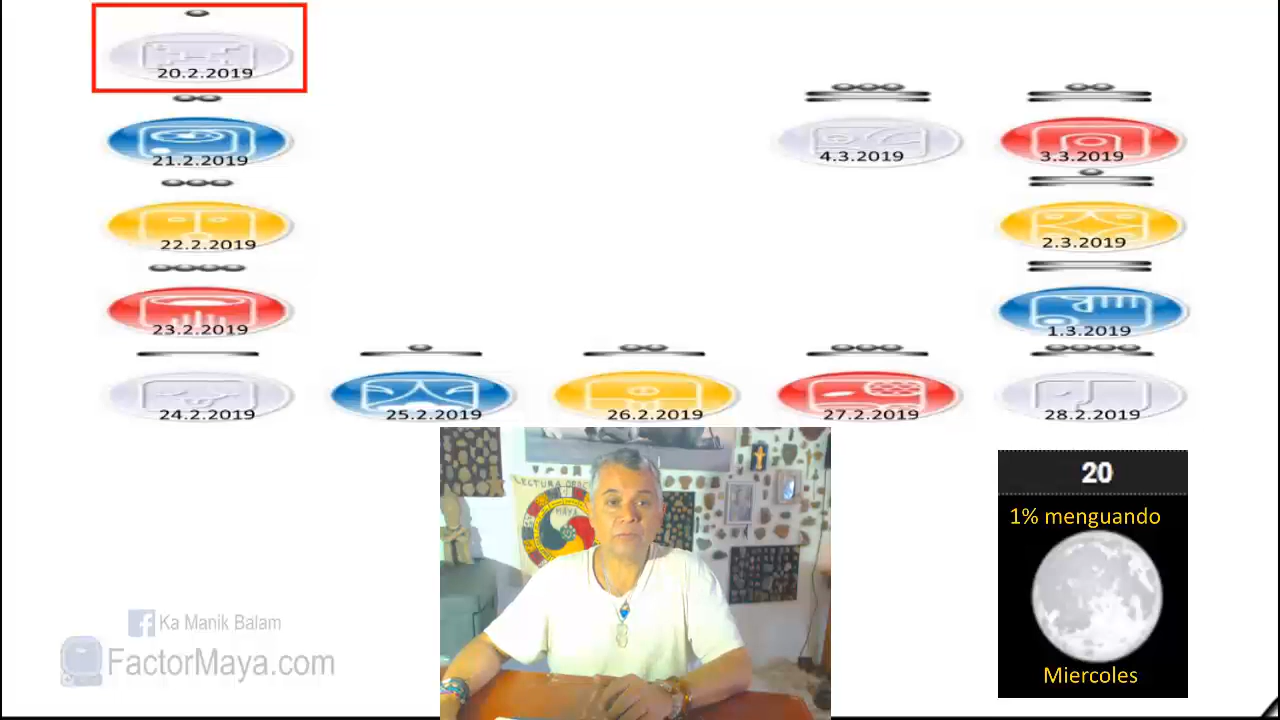 20.2.2019
21.2.2019
22.2.2019
23.2.2019
24.2.2019
25.2.2019
26.2.2019
27.2.2019
28.2.2019
1.3.2019
2.3.2019
3.3.2019
4.3.2019
LECTURA
MAYA
20
1% menguando
Miercoles
Ka Manik Balam
FactorMaya.com